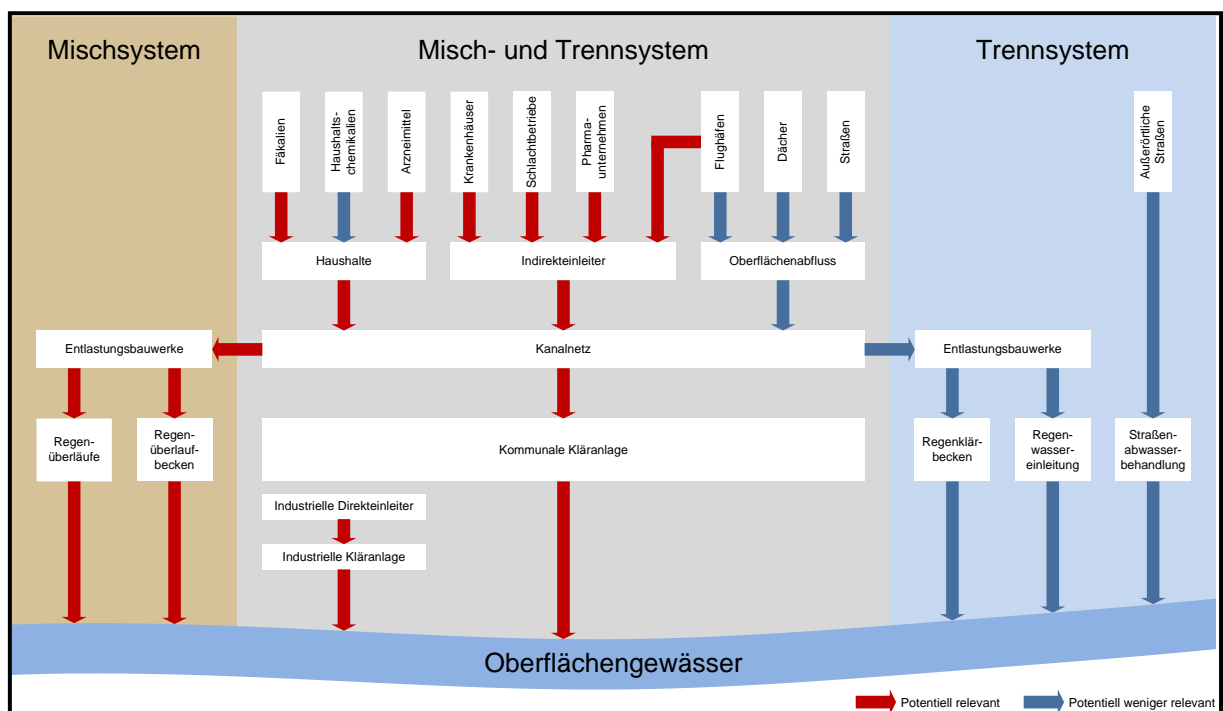 Mischsystem
Misch- und Trennsystem
Trennsystem
Fäkalien
Haushalts-
chemikalien
Arzneimittel
Krankenhäuser
Schlachtbetriebe
Pharma-
unternehmen
Flughäfen
Dächer
Straßen
Außerörtliche
Straßen
Haushalte
Indirekteinleiter
Oberflächenabfluss
Entlastungsbauwerke
Kanalnetz
Entlastungsbauwerke
Regen-
überläufe
Regen-
überlauf-
becken
Kommunale Kläranlage
Regenklär-
becken
Regen-
wasser-
einleitung
Straßen-
abwasser-
behandlung
Industrielle Direkteinleiter
Industrielle Kläranlage
Oberflächengewässer
Potentiell relevant
Potentiell weniger relevant